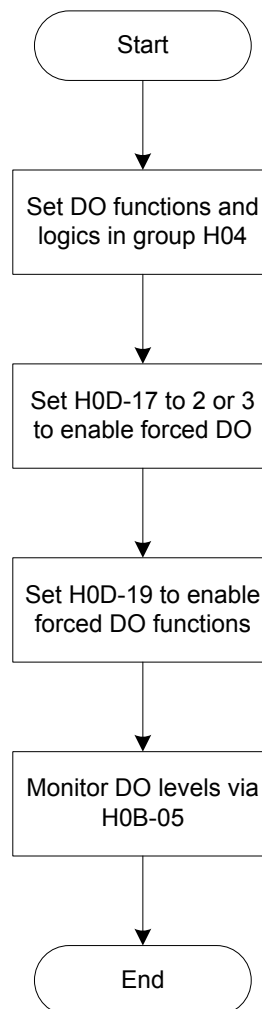 Start
Set DO functions and
logics in group H04
Set H0D-17 to 2 or 3
to enable forced DO
Set H0D-19 to enable
forced DO functions
Monitor DO levels via
H0B-05
End